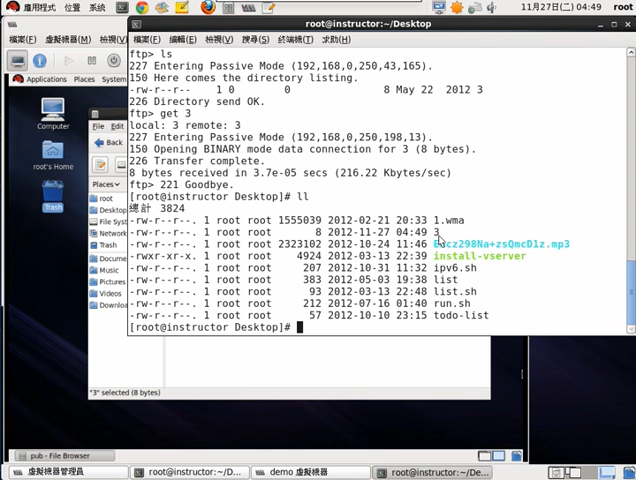 應用程式 位置 系統 11月27日(二) 04:49 root
root@instructor:~/Desktop
檔案(F) 虛擬機器(M) 檢視(V)
檔案(F) 編輯(E) 檢視(V) 搜尋(S) 終端機(T) 求助(H)
ftp> ls
227 Entering Passive Mode (192,168,0,250,43,165).
150 Here comes the directory listing.
-rw-r--r-- 1 0 0 8 May 22 2012 3
226 Directory send OK.
ftp> get 3
local: 3 remote: 3
227 Entering Passive Mode (192,168,0,250,198,13).
150 Opening BINARY mode data connection for 3 (8 bytes).
226 Transfer complete.
8 bytes received in 3.7e-05 secs (216.22 Kbytes/sec)
ftp> 221 Goodbye.
[root@instructor Desktop]# ll
總計 3824
-rw-r--r--. 1 root root 1555039 2012-02-21 20:33 1.wma
-rw-r--r--. 1 root root 8 2012-11-27 04:49 3
-rw-r--r--. 1 root root 2323102 2012-10-24 11:46
-rwxr-xr-x. 1 root root 4924 2012-03-13 22:39 install-vserver
-rw-r--r--. 1 root root 207 2012-10-31 11:32 ipv6.sh
-rw-r--r--. 1 root root 383 2012-05-03 19:38 list
-rw-r--r--. 1 root root 93 2012-03-13 22:48 list.sh
-rw-r--r--. 1 root root 212 2012-07-16 01:40 run.sh
-rw-r--r--. 1 root root 57 2012-10-10 23:15 todo-list
[root@instructor Desktop]#
Applications Places System
Computer
root's Home
Trash
File Edit
Back
Places
root
Desktop
File Sys
Network
Trash
Documen
Music
Pictures
Videos
Downloa
"3" selected (8 bytes)
pub - File Browser
虛擬機器管理員
root@instructor:~/D...
demo 虛擬機器
root@instructor:~/De...